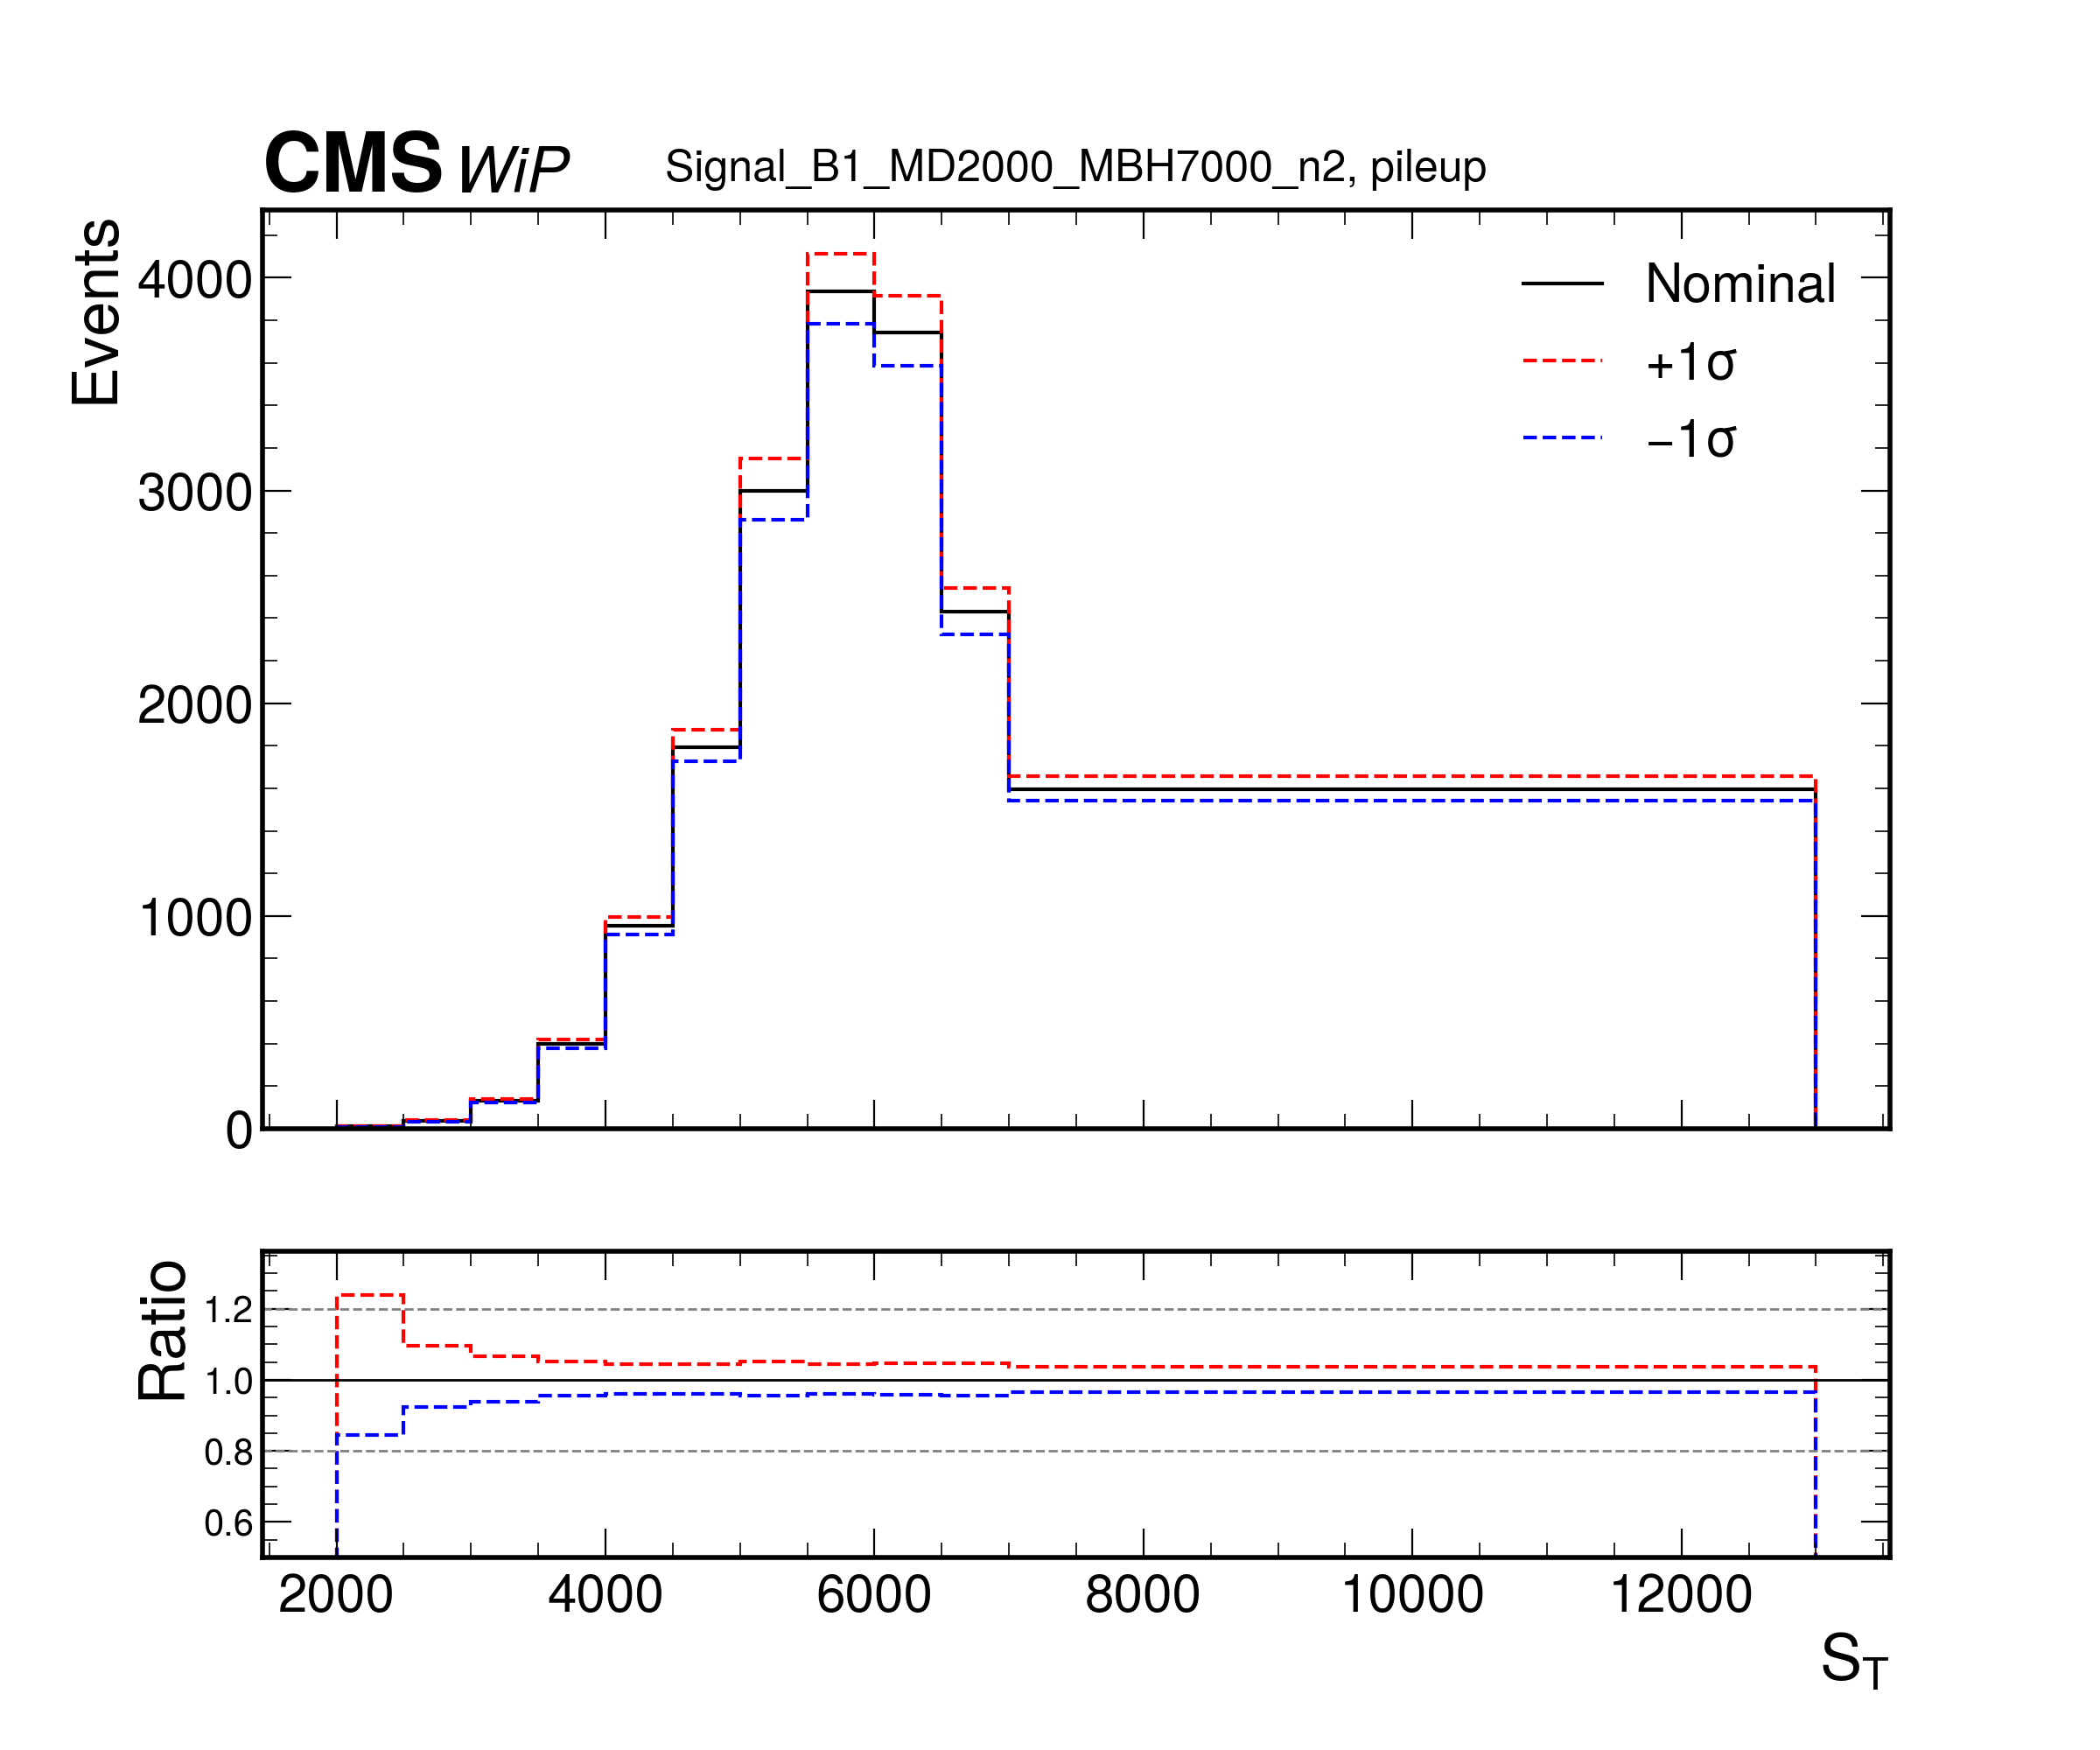 CMS WiP Signal_B1_MD2000_MBH7000_n2, pileup
Events
4000
3000
2000
1000
0
Nominal
+1σ
−1σ
Ratio
1.2
1.0
0.8
0.6
2000 4000 6000 8000 10000 12000
S_T